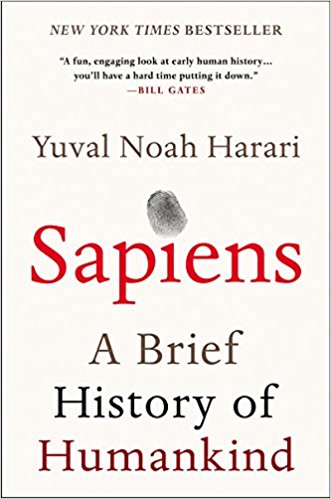 NEW YORK TIMES BESTSELLER
“A fun, engaging look at early human history…
you’ll have a hard time putting it down.”
—BILL GATES
Yuval Noah Harari
Sapiens
A Brief
History of
Humankind